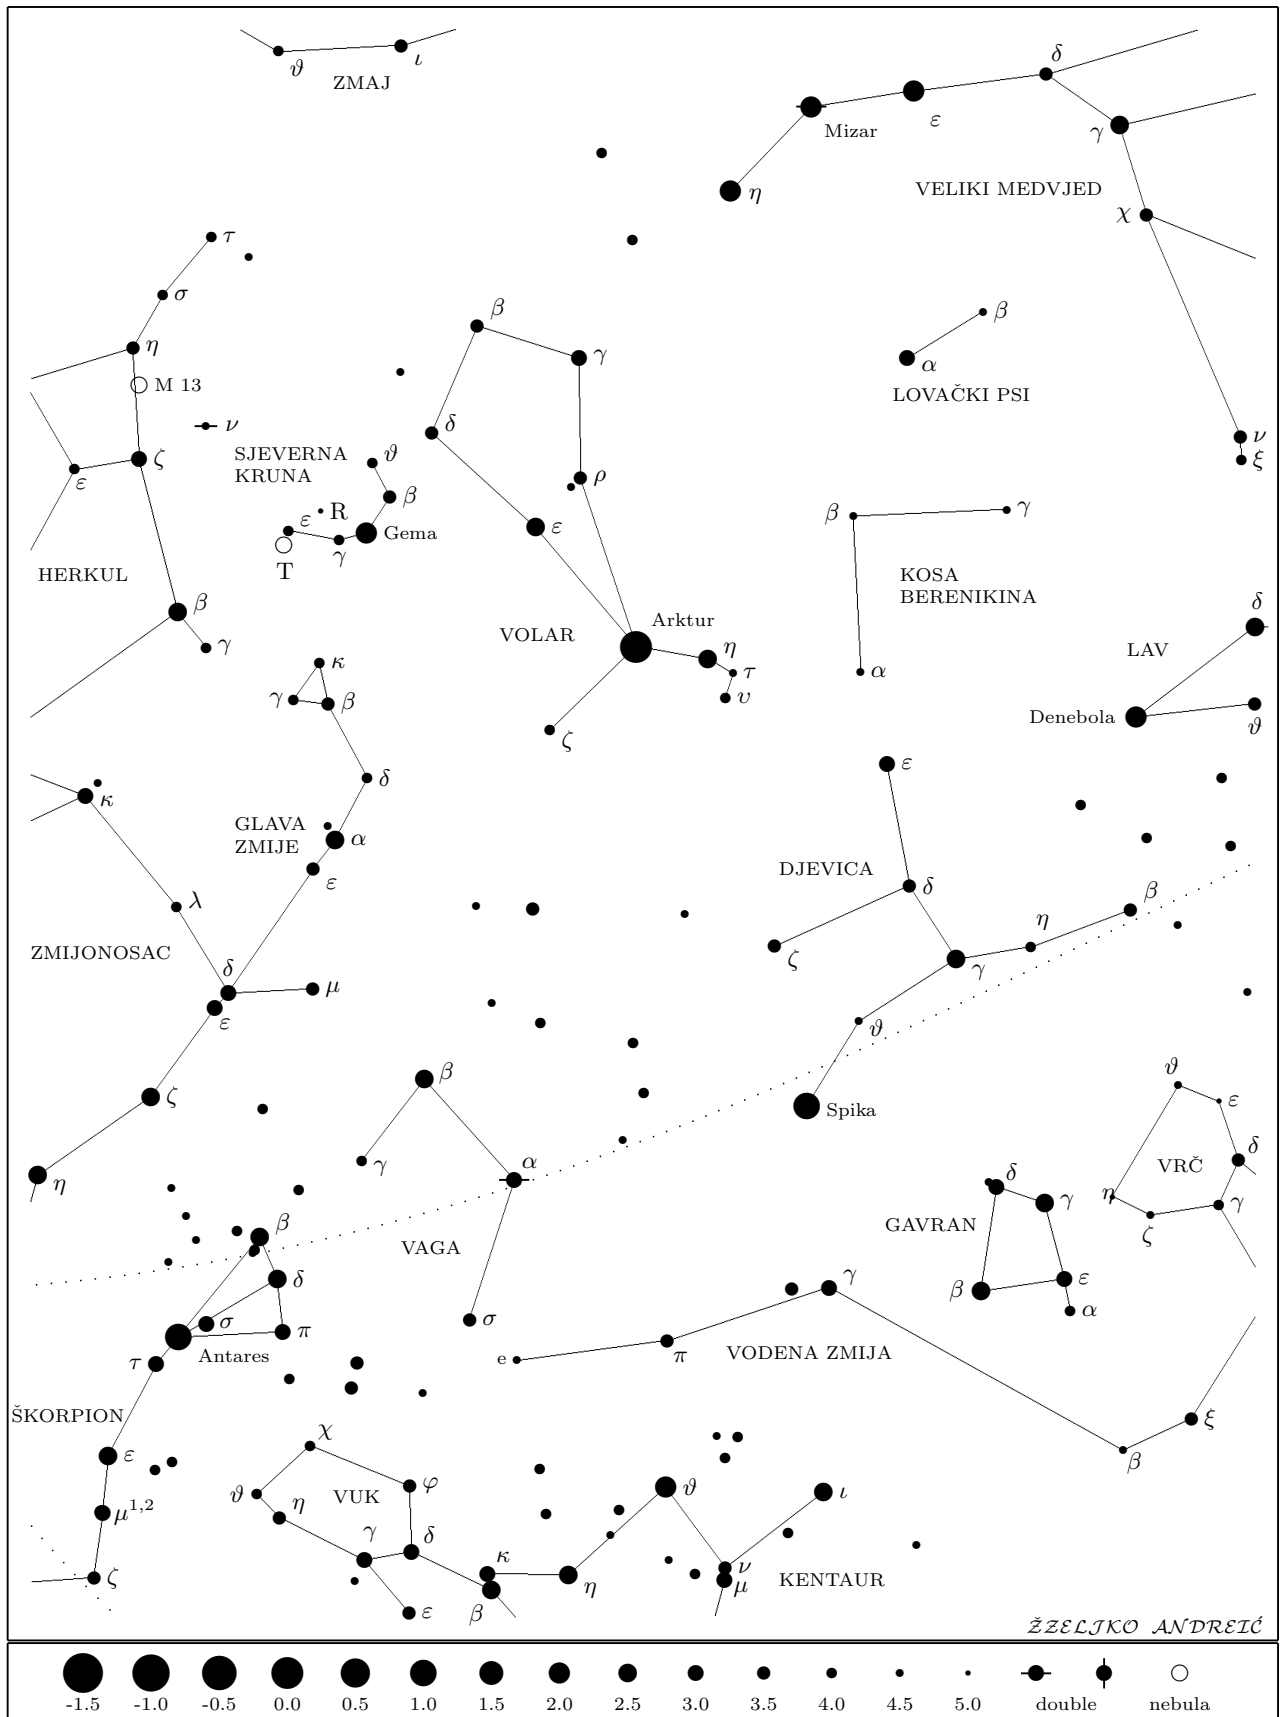 ϑ
ι
ZMAJ
δ
Mizar
ε
γ
η
VELIKI MEDVJED
χ
τ
σ
β
β
η
γ
α
M 13
LOVAČKI PSI
ν
δ
ν
SJEVERNA
KRUNA
ϑ
ζ
ξ
ε
ρ
β
ε R
β
γ
ε
Gema
γ
T
HERKUL
KOSA
BERENIKINA
β
δ
Arktur
VOLAR
γ
η
LAV
κ
τ
α
γ
β
υ
Denebola
ϑ
ζ
ε
δ
κ
GLAVA
ZMIJE
α
DJEVICA
ε
δ
β
λ
η
ZMIJONOSAC
ζ
δ
γ
μ
ε
ϑ
ϑ
β
ζ
ε
Spika
δ
γ
α
VRČ
δ
η
η
γ
γ
β
GAVRAN
ζ
VAGA
δ
γ
ε
β
α
σ
σ
π
e
Antares
VODENA ZMIJA
τ
π
ŠKORPION
ξ
χ
ε
β
φ
ϑ
ϑ
VUK
ι
η
μ1,2
γ
δ
κ
ν
ζ
η
μ
KENTAUR
ε
β
ŽZELJKO ANDREIĆ
-1.5 -1.0 -0.5 0.0 0.5 1.0 1.5 2.0 2.5 3.0 3.5 4.0 4.5 5.0 double nebula